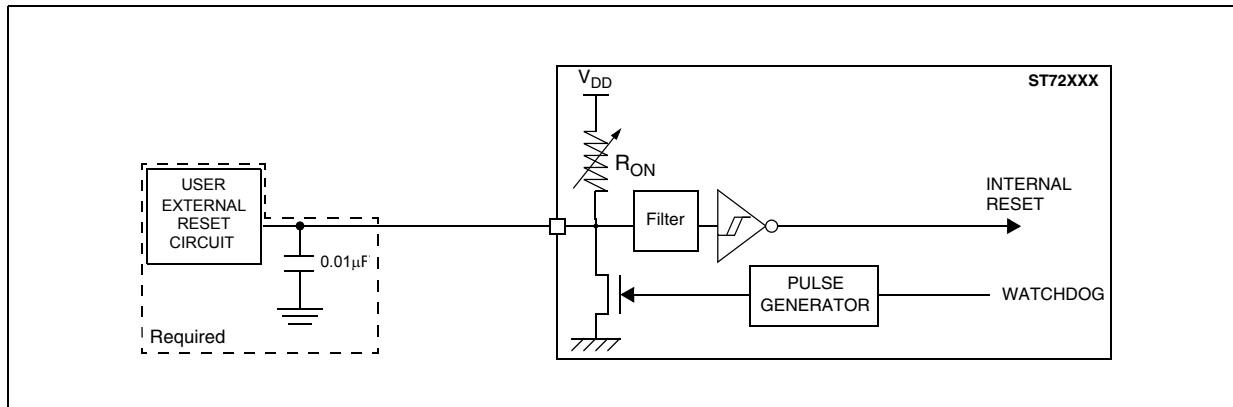 ST72XXX
VDD
RON
USER
EXTERNAL
RESET
CIRCUIT
0.01µF
Required
Filter
INTERNAL
RESET
PULSE
GENERATOR
WATCHDOG